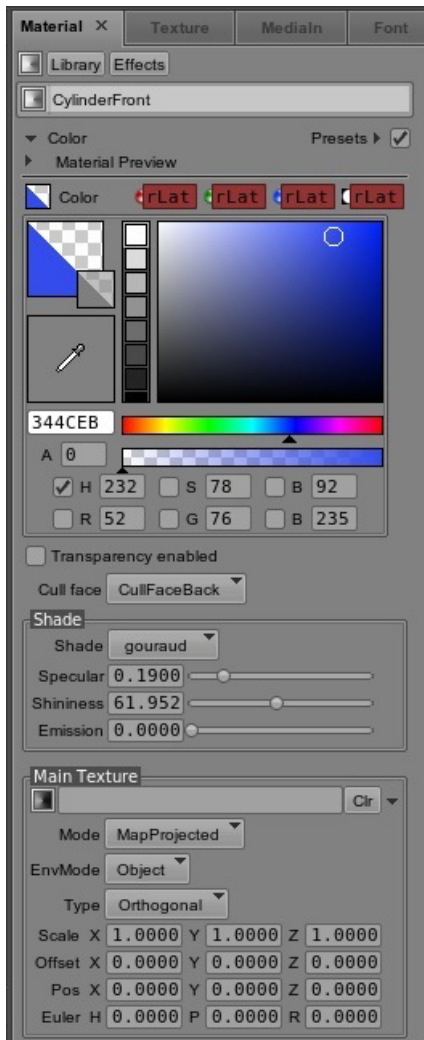 Material × Texture MediaIn Font
Library Effects
CylinderFront
Color Presets
Material Preview
Color rLat rLat rLat rLat
344CEB
A 0
H 232 S 78 B 92
R 52 G 76 B 235
Transparency enabled
Cull face CullFaceBack
Shade
Shade gouraud
Specular 0.1900
Shininess 61.952
Emission 0.0000
Main Texture
Clr
Mode MapProjected
EnvMode Object
Type Orthogonal
Scale X 1.0000 Y 1.0000 Z 1.0000
Offset X 0.0000 Y 0.0000 Z 0.0000
Pos X 0.0000 Y 0.0000 Z 0.0000
Euler H 0.0000 P 0.0000 R 0.0000